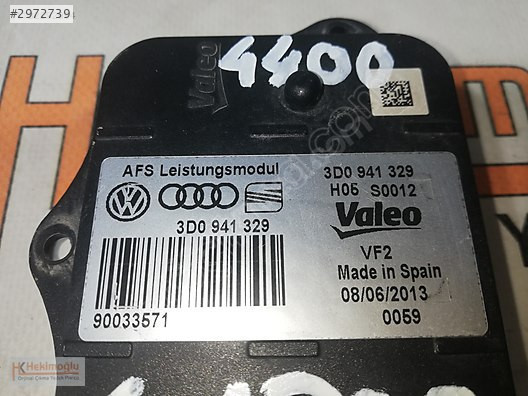 #2972739
Valeo
4400
AFS Leistungsmodul
3D0 941 329
H05 S0012
3D0 941 329
Valeo
VF2
Made in Spain
08/06/2013
90033571
0059
HK Hekimoğlu